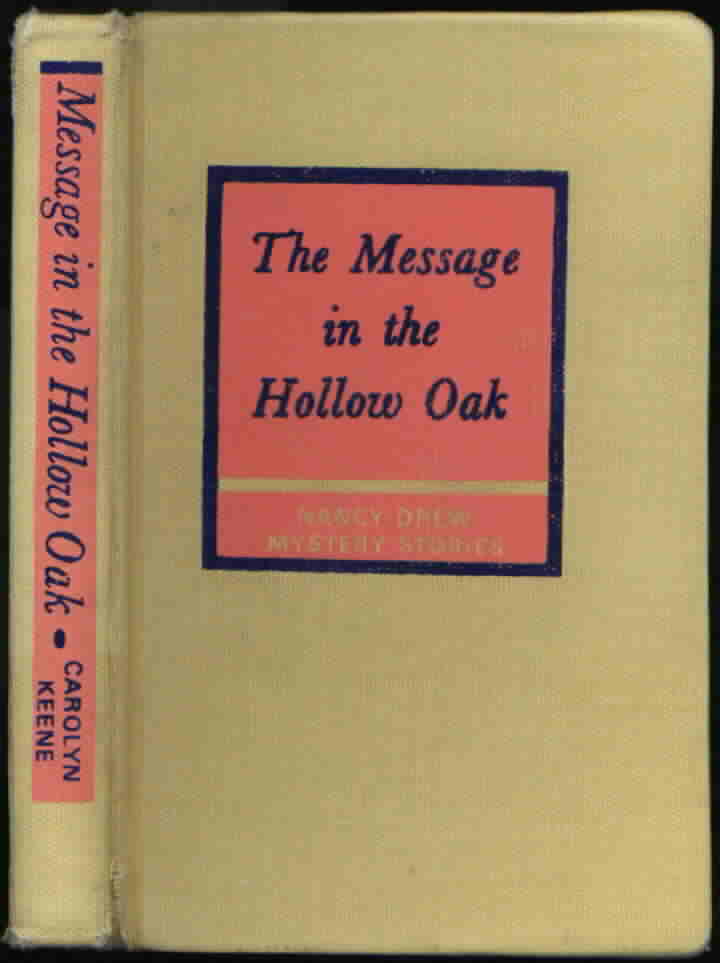 Message in the Hollow Oak • CAROLYN
KEENE
The Message
in the
Hollow Oak
NANCY DREW
MYSTERY STORIES